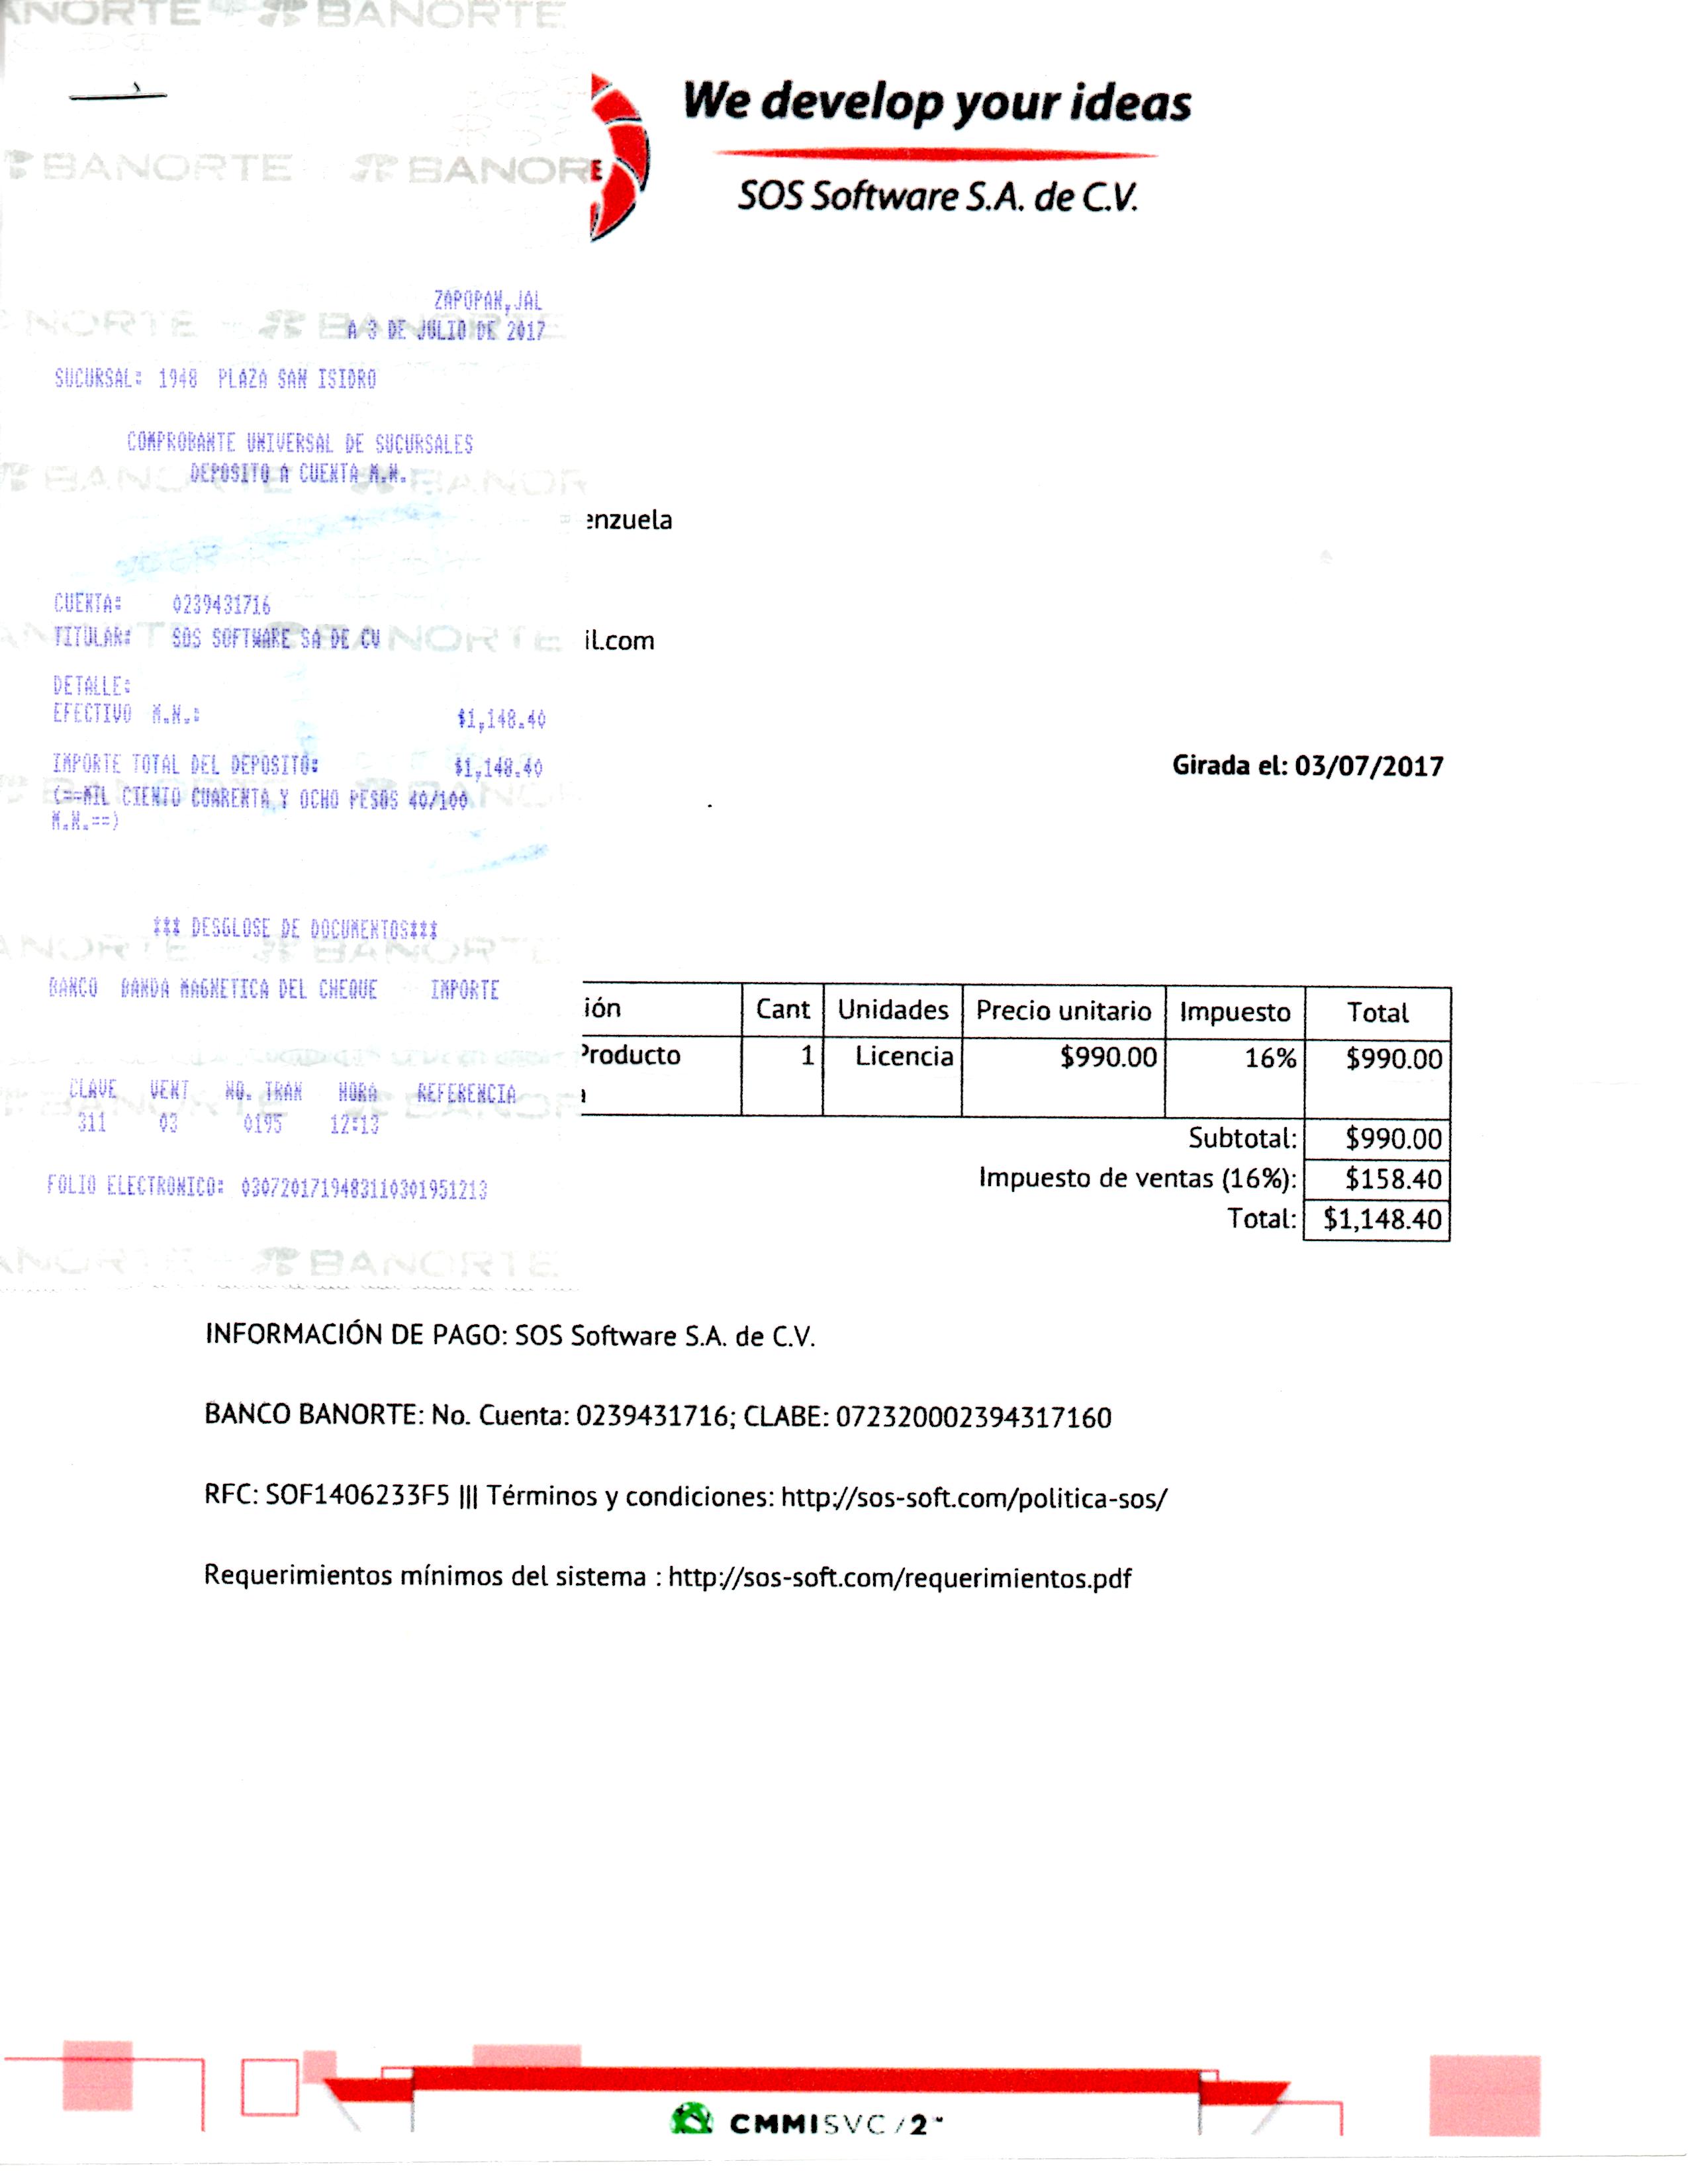 BANORTE
BANORTE
We develop your ideas
SOS Software S.A. de C.V.
ZAPOPAN,JAL
A 3 DE JULIO DE 2017
SUCURSAL: 1948 PLAZA SAN ISIDRO
COMPROBANTE UNIVERSAL DE SUCURSALES
DEPOSITO A CUENTA M.N.
enzuela
CUENTA: 0239431716
TITULAR: SOS SOFTWARE SA DE CV
il.com
DETALLE:
EFECTIVO M.N.: $1,148.40
IMPORTE TOTAL DEL DEPOSITO: $1,148.40
(==MIL CIENTO CUARENTA Y OCHO PESOS 40/100
M.N.==)
Girada el: 03/07/2017
*** DESGLOSE DE DOCUMENTOS***
BANCO BANDA MAGNETICA DEL CHEQUE IMPORTE
ión Cant Unidades Precio unitario Impuesto Total
Producto 1 Licencia $990.00 16% $990.00
CLAVE VENT NO. TRAN HORA REFERENCIA
311 03 0195 12:13
Subtotal: $990.00
Impuesto de ventas (16%): $158.40
Total: $1,148.40
FOLIO ELECTRONICO: 030720171948311030195​1213
BANORTE
INFORMACIÓN DE PAGO: SOS Software S.A. de C.V.
BANCO BANORTE: No. Cuenta: 0239431716; CLABE: 072320002394317160
RFC: SOF1406233F5 ||| Términos y condiciones: http://sos-soft.com/politica-sos/
Requerimientos mínimos del sistema : http://sos-soft.com/requerimientos.pdf
CMMISVC/2℠